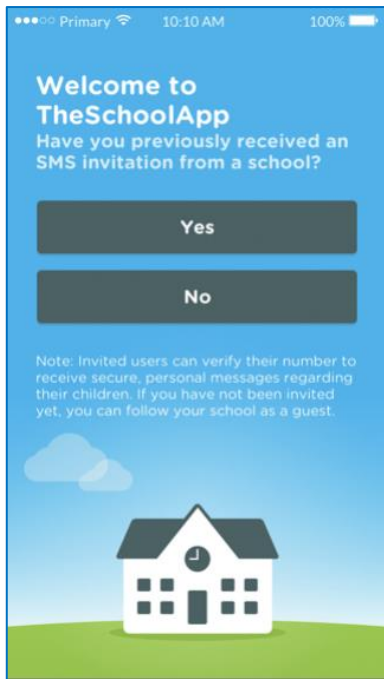 ●●●○○ Primary 10:10 AM 100%
Welcome to
TheSchoolApp
Have you previously received an
SMS invitation from a school?
Yes
No
Note: Invited users can verify their number to
receive secure, personal messages regarding
their children. If you have not been invited
yet, you can follow your school as a guest.